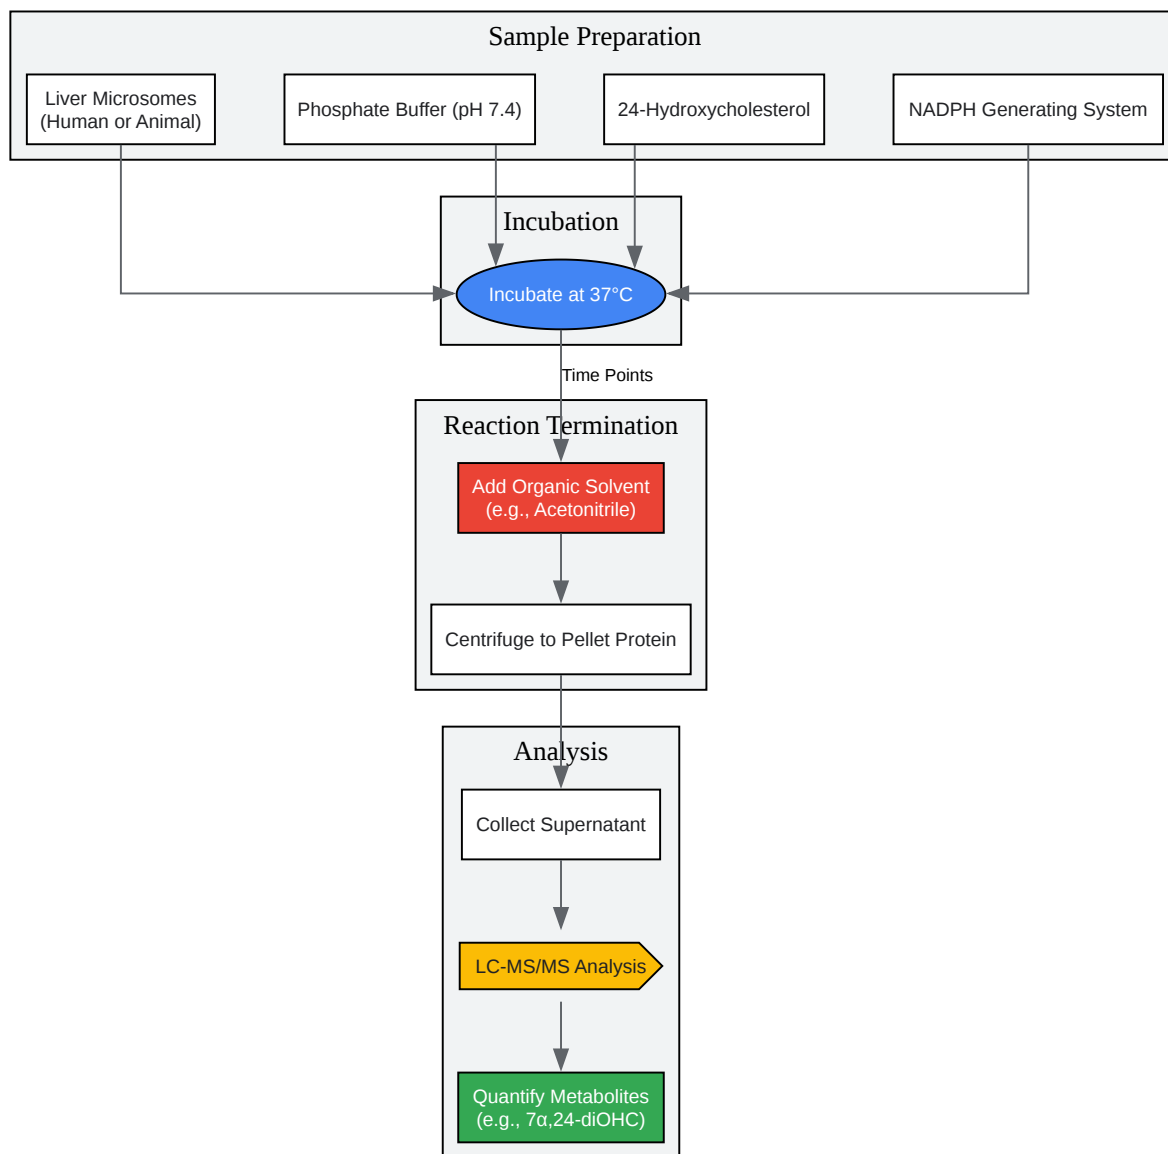 Sample Preparation
Liver Microsomes
(Human or Animal)
Phosphate Buffer (pH 7.4)
24-Hydroxycholesterol
NADPH Generating System
Incubation
Incubate at 37°C
Time Points
Reaction Termination
Add Organic Solvent
(e.g., Acetonitrile)
Centrifuge to Pellet Protein
Analysis
Collect Supernatant
LC-MS/MS Analysis
Quantify Metabolites
(e.g., 7α,24-diOHC)